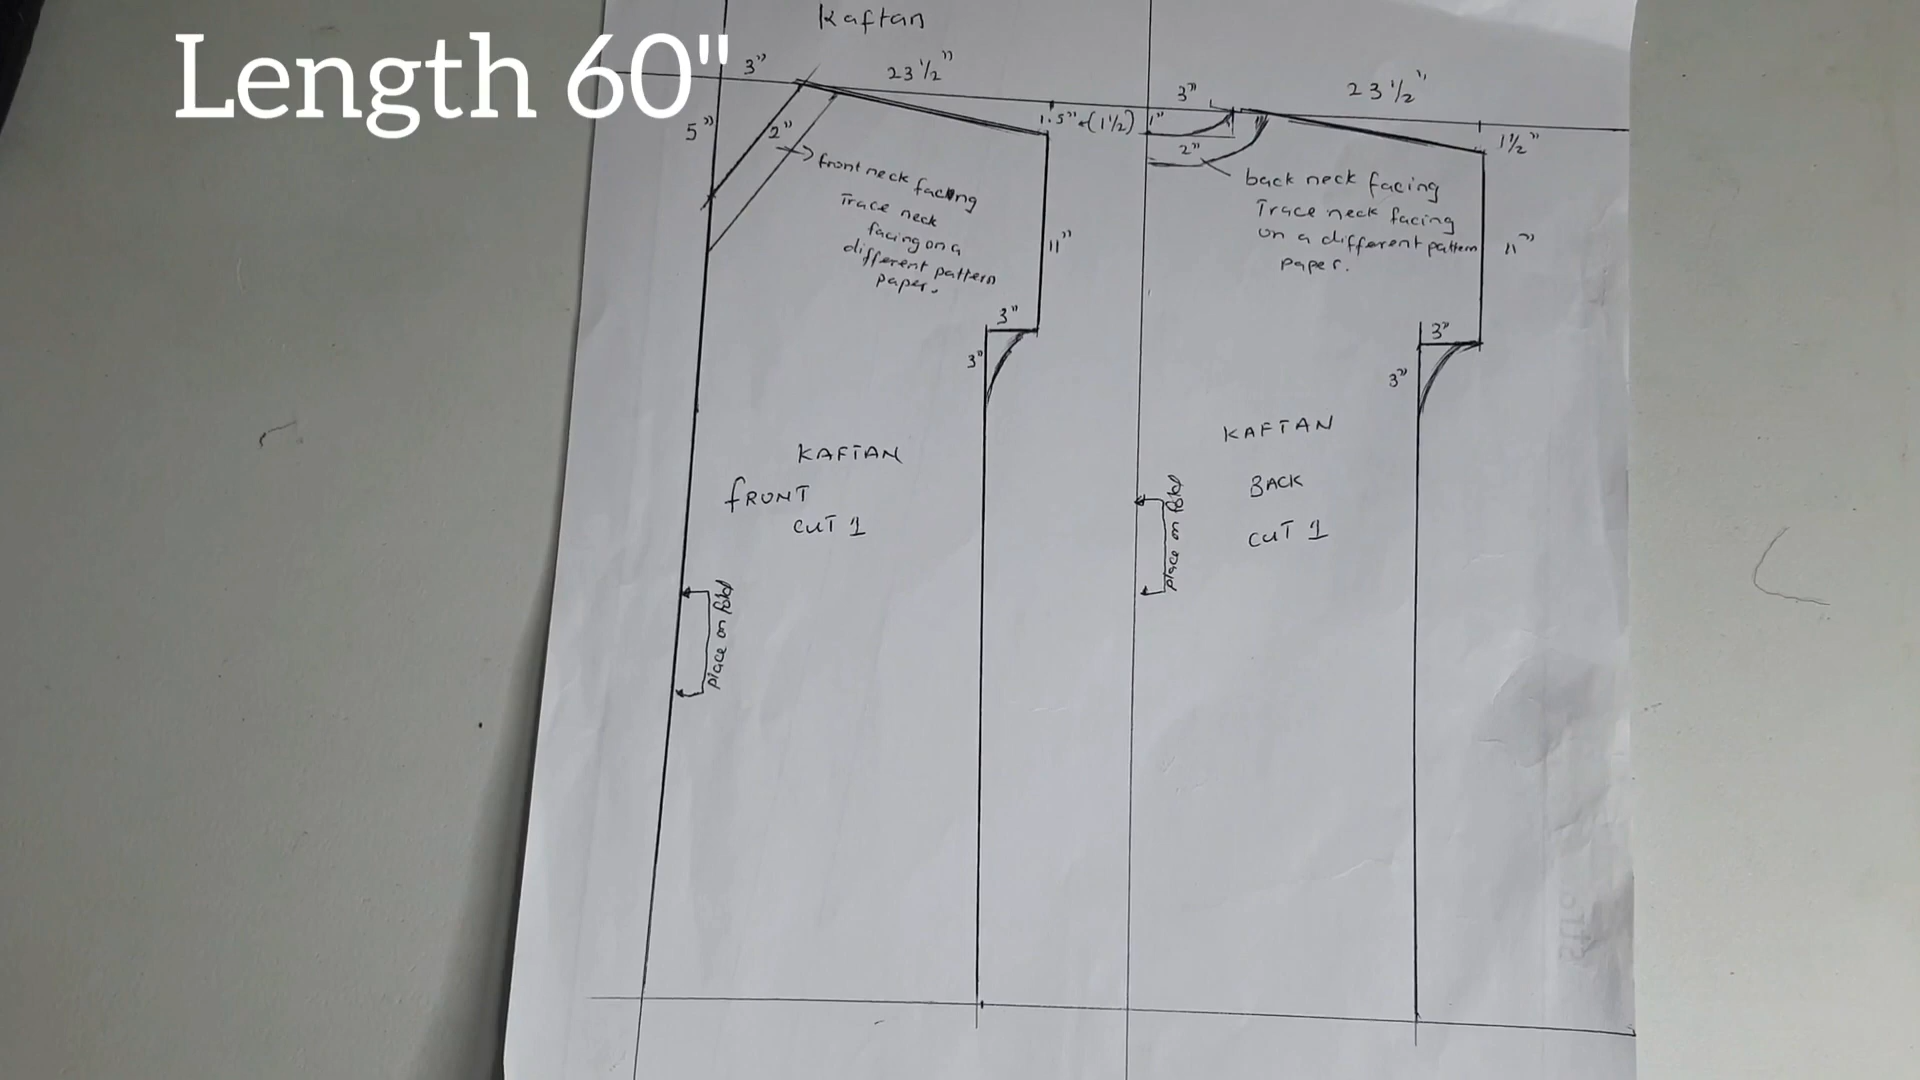 Length 60"
Kaftan
3"
23 1/2"
5"
2"
1.5" (1 1/2)
front neck facing
Trace neck
facing on a
different pattern
paper.
11"
3"
3"
KAFTAN
FRONT
CUT 1
place on fold
3"
23 1/2"
1"
1 1/2"
2"
back neck facing
Trace neck facing
on a different pattern
paper.
11"
3"
3"
KAFTAN
BACK
CUT 1
place on fold